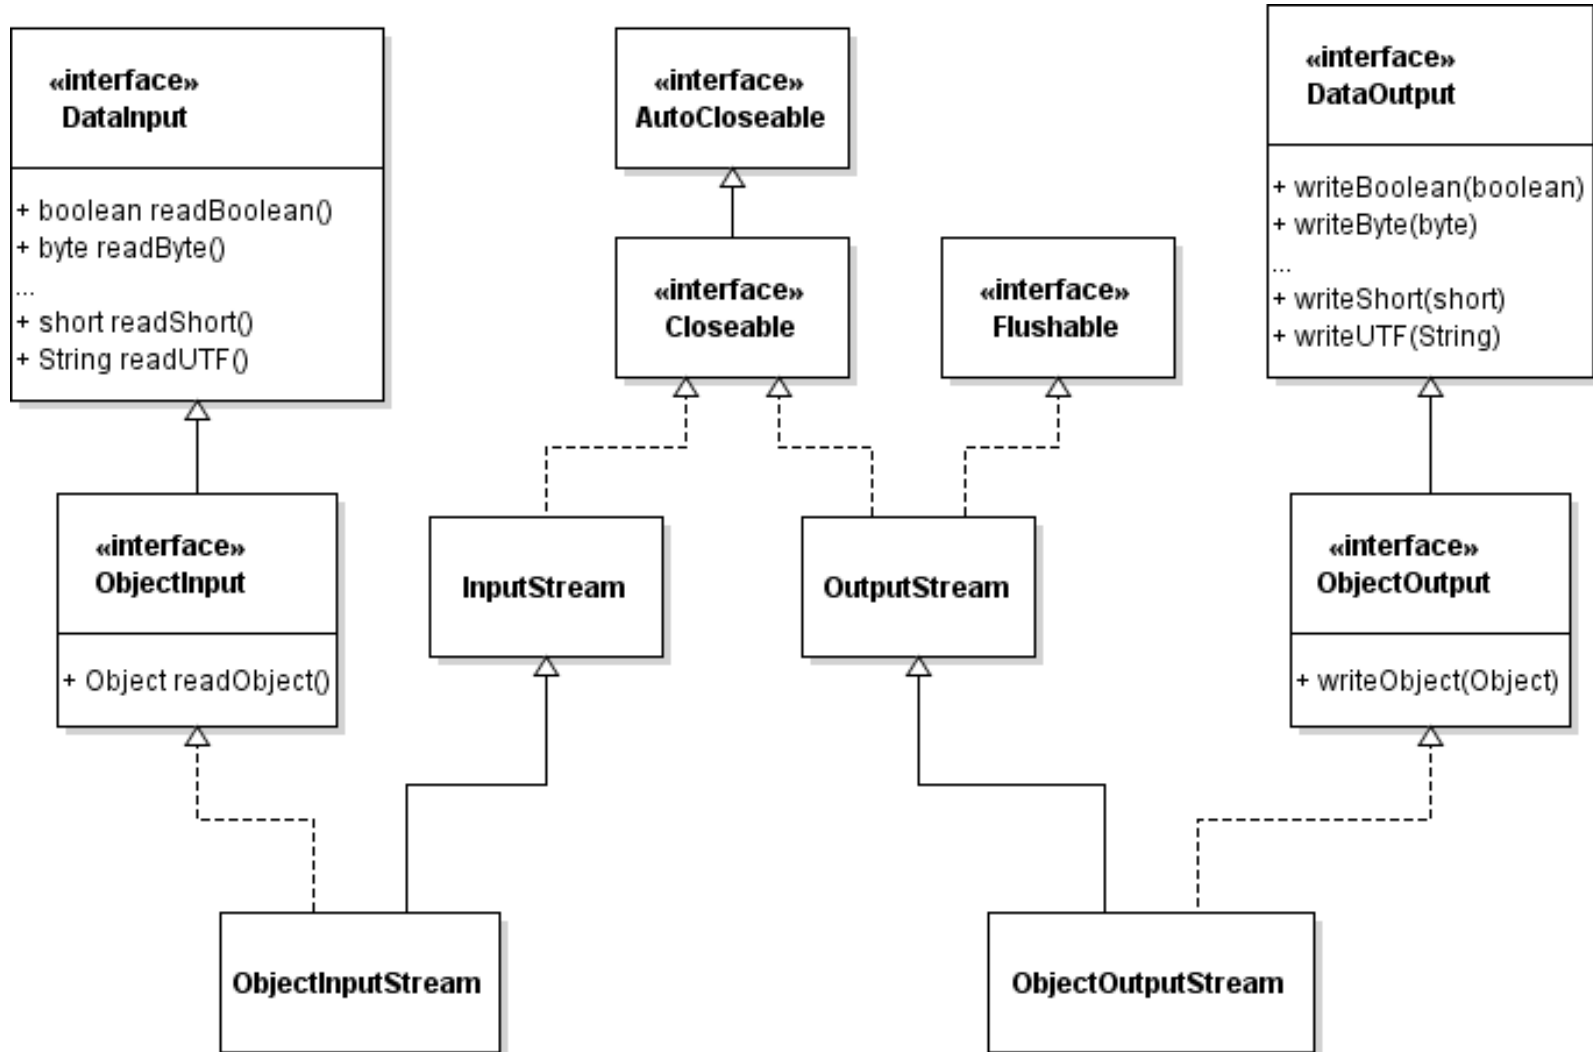 «interface»
DataInput
+ boolean readBoolean()
+ byte readByte()
...
+ short readShort()
+ String readUTF()
«interface»
AutoCloseable
«interface»
DataOutput
+ writeBoolean(boolean)
+ writeByte(byte)
...
+ writeShort(short)
+ writeUTF(String)
«interface»
Closeable
«interface»
Flushable
«interface»
ObjectInput
+ Object readObject()
InputStream
OutputStream
«interface»
ObjectOutput
+ writeObject(Object)
ObjectInputStream
ObjectOutputStream